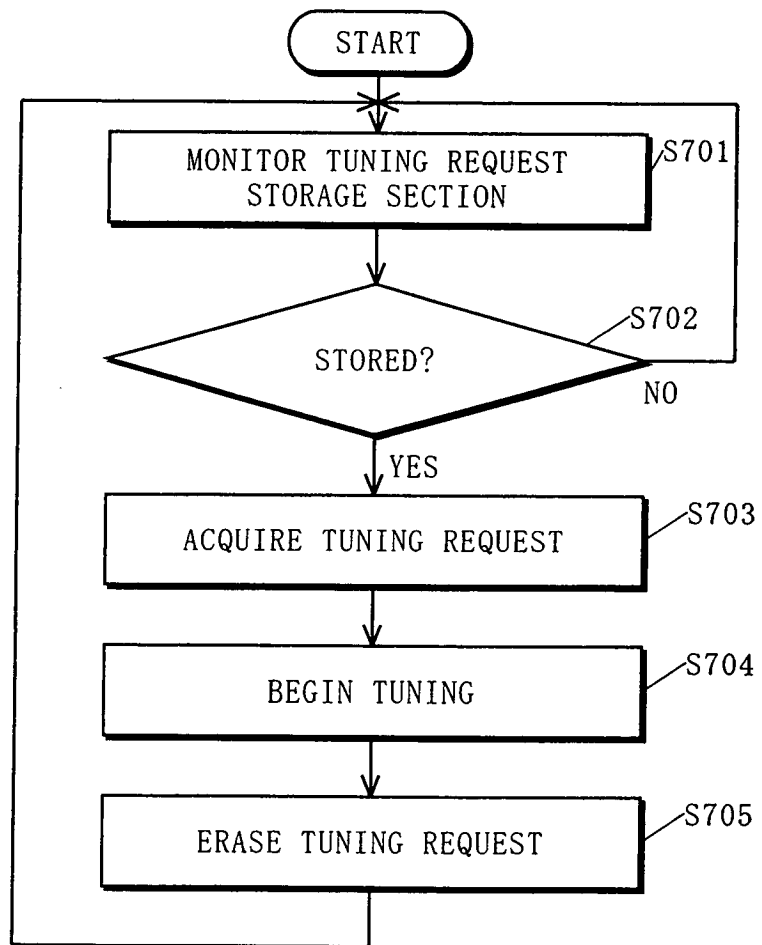 START
MONITOR TUNING REQUEST
STORAGE SECTION
S701
S702
STORED?
NO
YES
S703
ACQUIRE TUNING REQUEST
S704
BEGIN TUNING
S705
ERASE TUNING REQUEST